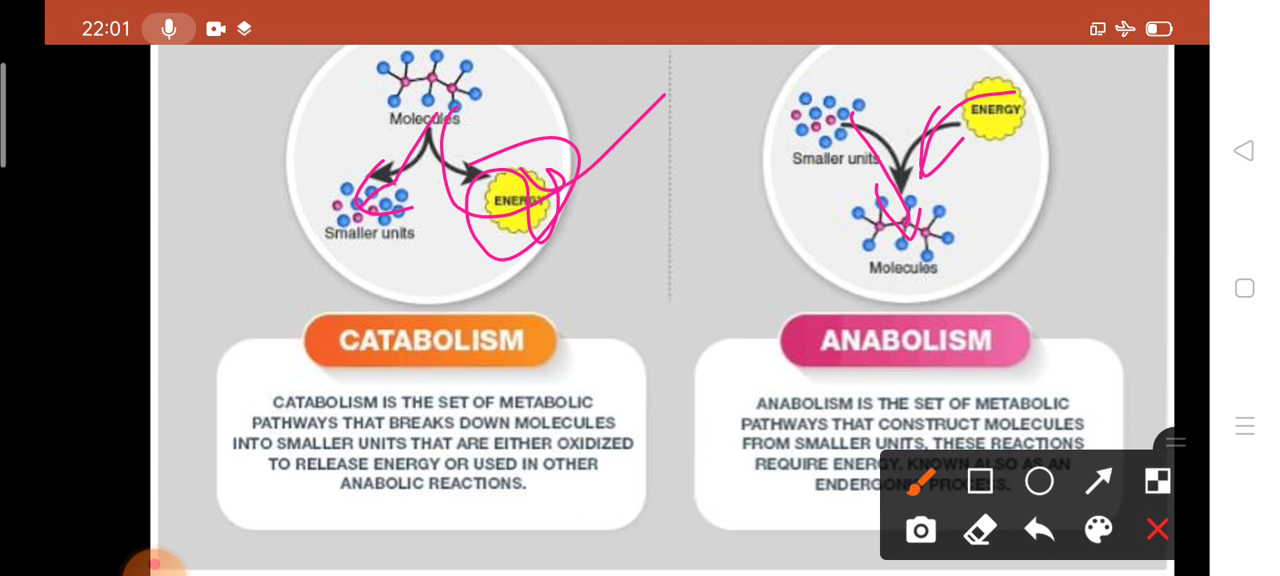 22:01
Molecules
ENERGY
Smaller units
ENERGY
Smaller units
Molecules
CATABOLISM
CATABOLISM IS THE SET OF METABOLIC
PATHWAYS THAT BREAKS DOWN MOLECULES
INTO SMALLER UNITS THAT ARE EITHER OXIDIZED
TO RELEASE ENERGY OR USED IN OTHER
ANABOLIC REACTIONS.
ANABOLISM
ANABOLISM IS THE SET OF METABOLIC
PATHWAYS THAT CONSTRUCT MOLECULES
FROM SMALLER UNITS. THESE REACTIONS
REQUIRE ENERGY, KNOWN ALSO AS AN
ENDERGONIC PROCESS.